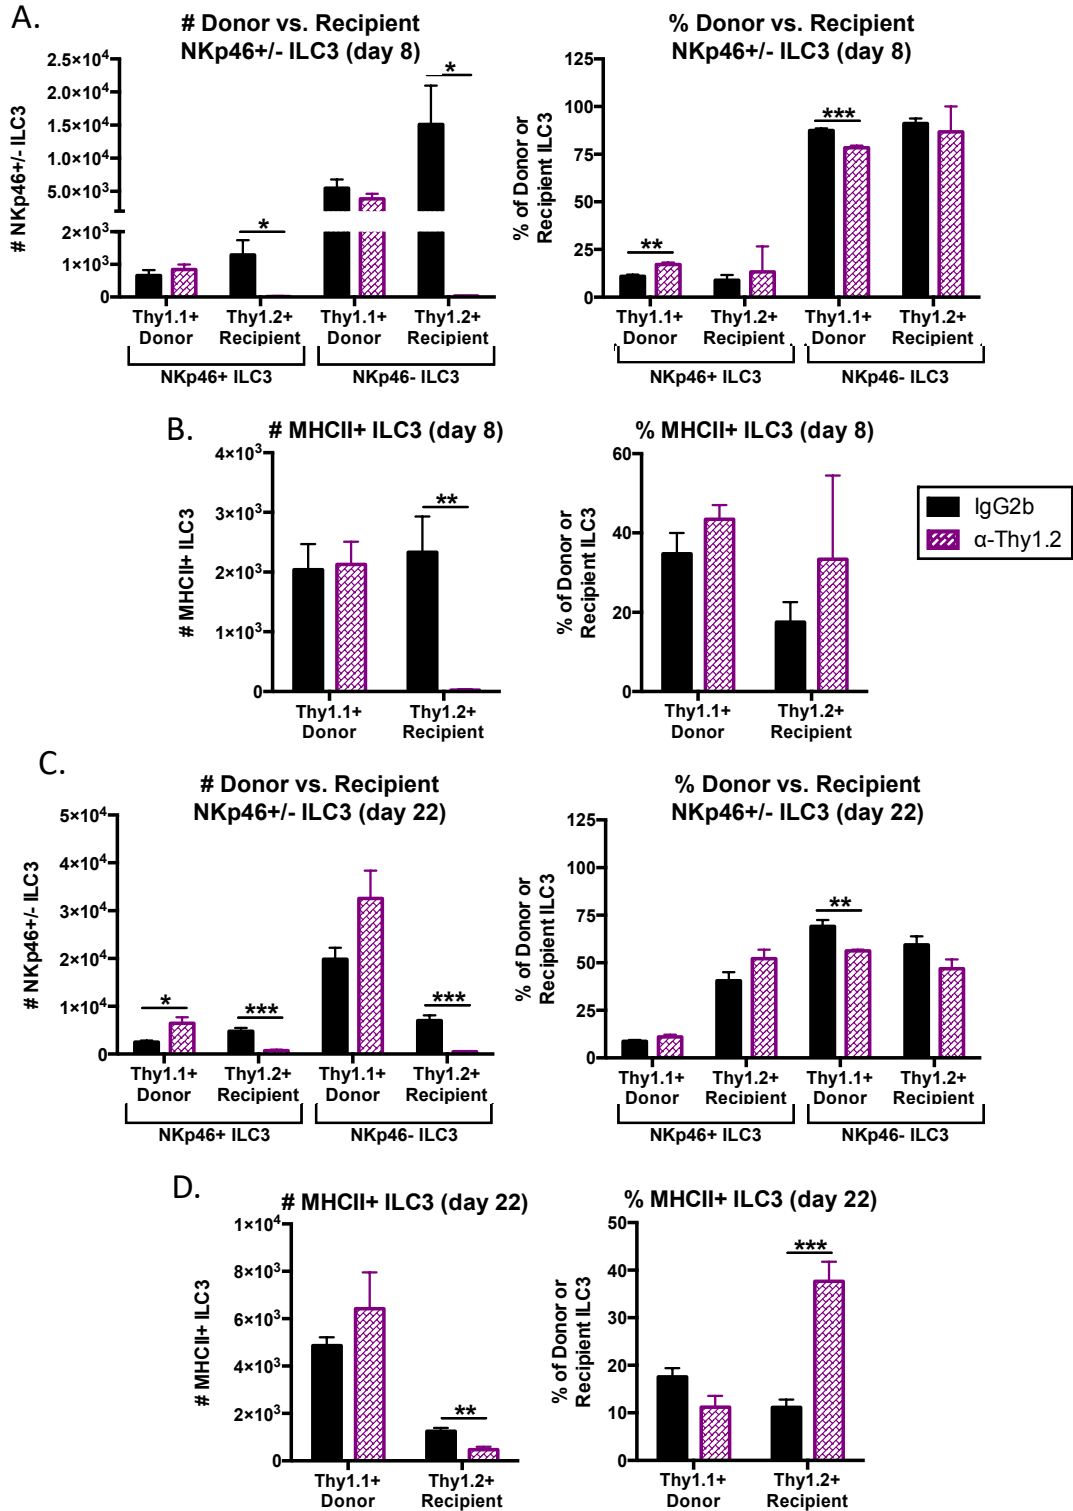 A.
# Donor vs. Recipient
NKp46+/- ILC3 (day 8)
# NKp46+/- ILC3
2.5×10⁴
2.0×10⁴
1.5×10⁴
1.0×10⁴
5.0×10³
2×10³
1×10³
0
*
*
Thy1.1+
Donor
Thy1.2+
Recipient
Thy1.1+
Donor
Thy1.2+
Recipient
NKp46+ ILC3
NKp46- ILC3
% Donor vs. Recipient
NKp46+/- ILC3 (day 8)
% of Donor or
Recipient ILC3
125
100
75
50
25
0
**
***
Thy1.1+
Donor
Thy1.2+
Recipient
Thy1.1+
Donor
Thy1.2+
Recipient
NKp46+ ILC3
NKp46- ILC3
B.
# MHCII+ ILC3 (day 8)
# MHCII+ ILC3
4×10³
3×10³
2×10³
1×10³
0
**
Thy1.1+
Donor
Thy1.2+
Recipient
% MHCII+ ILC3 (day 8)
% of Donor or
Recipient ILC3
60
40
20
0
Thy1.1+
Donor
Thy1.2+
Recipient
IgG2b
α-Thy1.2
C.
# Donor vs. Recipient
NKp46+/- ILC3 (day 22)
# NKp46+/- ILC3
5×10⁴
4×10⁴
3×10⁴
2×10⁴
1×10⁴
0
*
***
***
Thy1.1+
Donor
Thy1.2+
Recipient
Thy1.1+
Donor
Thy1.2+
Recipient
NKp46+ ILC3
NKp46- ILC3
% Donor vs. Recipient
NKp46+/- ILC3 (day 22)
% of Donor or
Recipient ILC3
125
100
75
50
25
0
**
Thy1.1+
Donor
Thy1.2+
Recipient
Thy1.1+
Donor
Thy1.2+
Recipient
NKp46+ ILC3
NKp46- ILC3
D.
# MHCII+ ILC3 (day 22)
# MHCII+ ILC3
1×10⁴
8×10³
6×10³
4×10³
2×10³
0
**
Thy1.1+
Donor
Thy1.2+
Recipient
% MHCII+ ILC3 (day 22)
% of Donor or
Recipient ILC3
50
40
30
20
10
0
***
Thy1.1+
Donor
Thy1.2+
Recipient